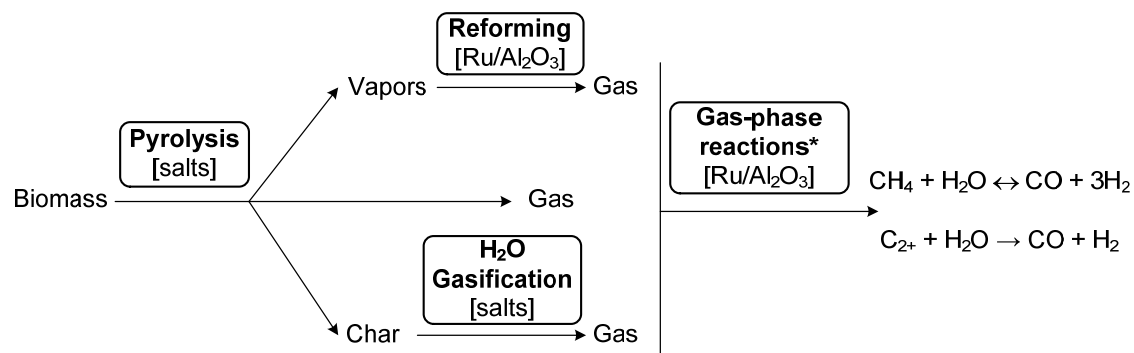 Reforming
[Ru/Al₂O₃]
Vapors
Gas
Pyrolysis
[salts]
Biomass
Gas
H₂O
Gasification
[salts]
Char
Gas
Gas-phase
reactions*
[Ru/Al₂O₃]
CH₄ + H₂O ↔ CO + 3H₂
C₂₊ + H₂O → CO + H₂